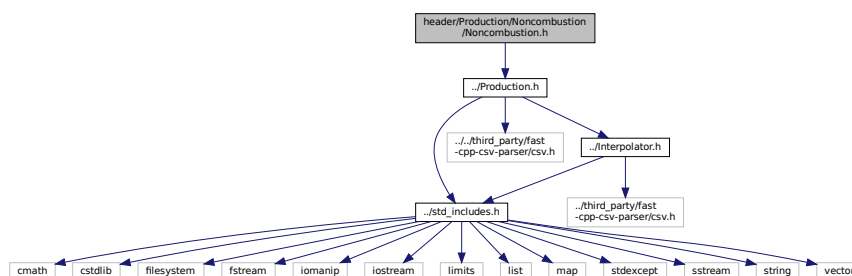 header/Production/Noncombustion
/Noncombustion.h
../Production.h
../../third_party/fast
-cpp-csv-parser/csv.h
../Interpolator.h
../third_party/fast
-cpp-csv-parser/csv.h
../std_includes.h
cmath
cstdlib
filesystem
fstream
iomanip
iostream
limits
list
map
stdexcept
sstream
string
vecto